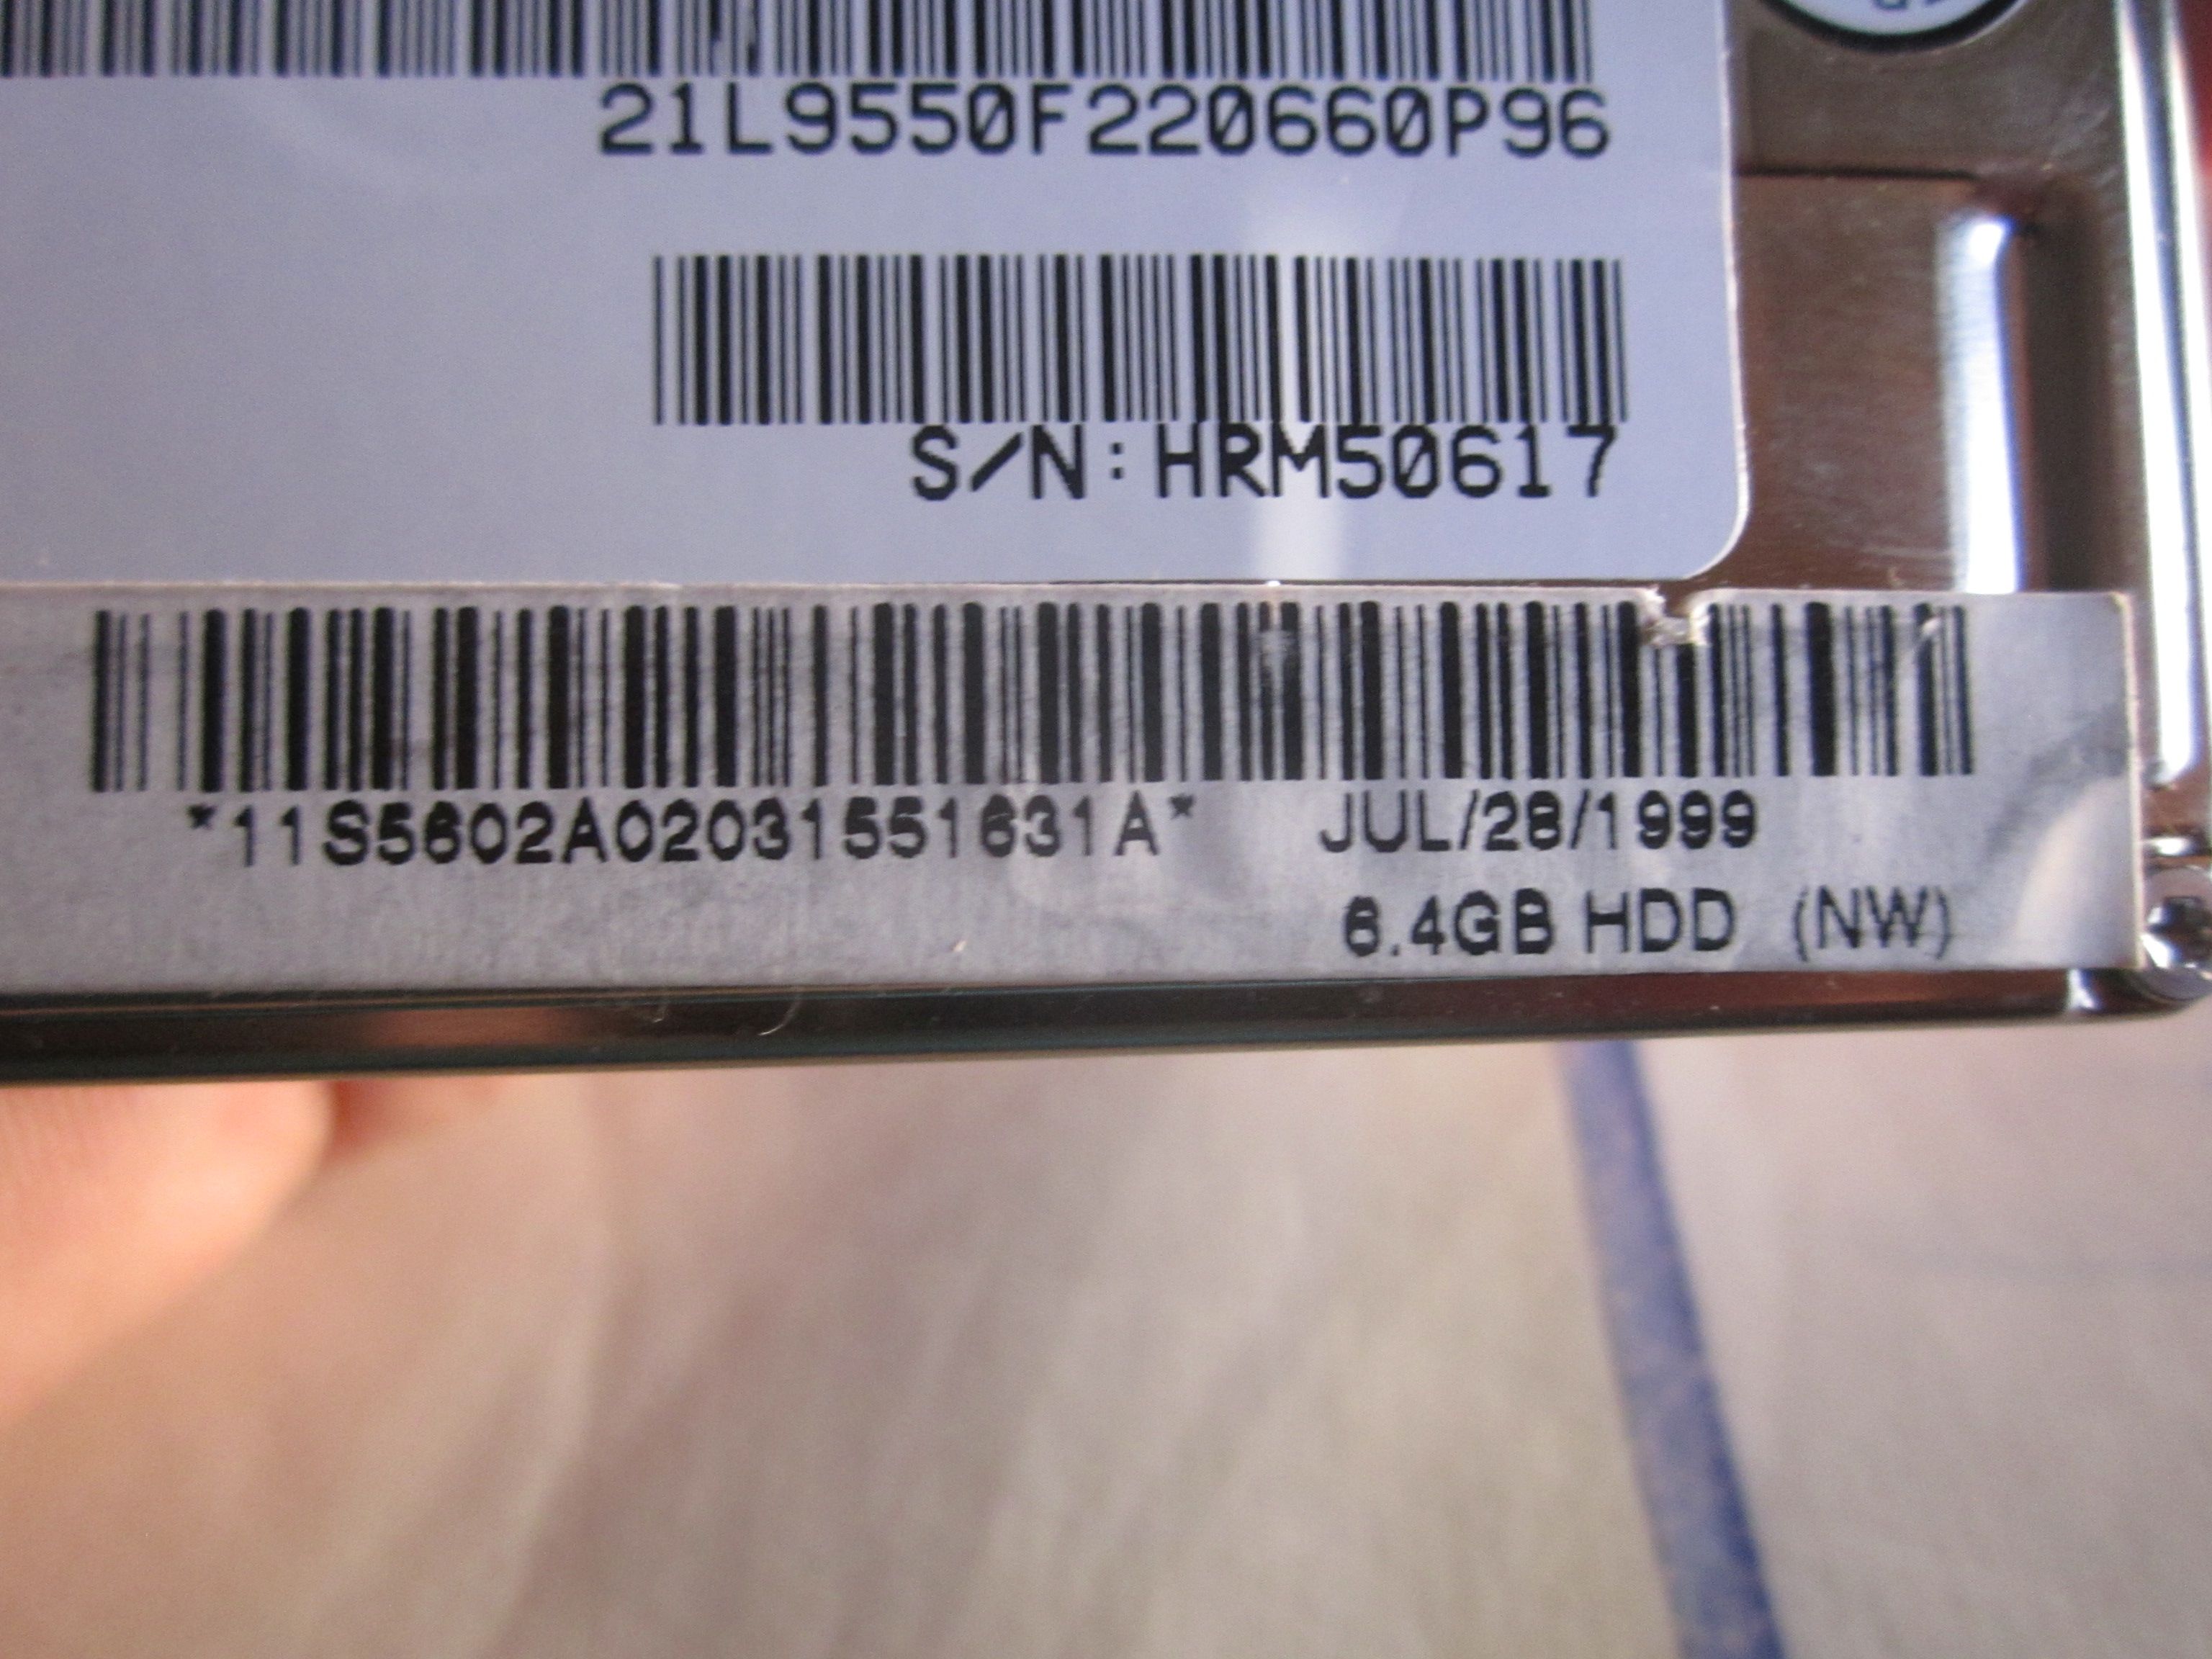 21L9550F220660P96
S/N:HRM50617
*11S5602A02031551631A* JUL/28/1999
6.4GB HDD (NW)